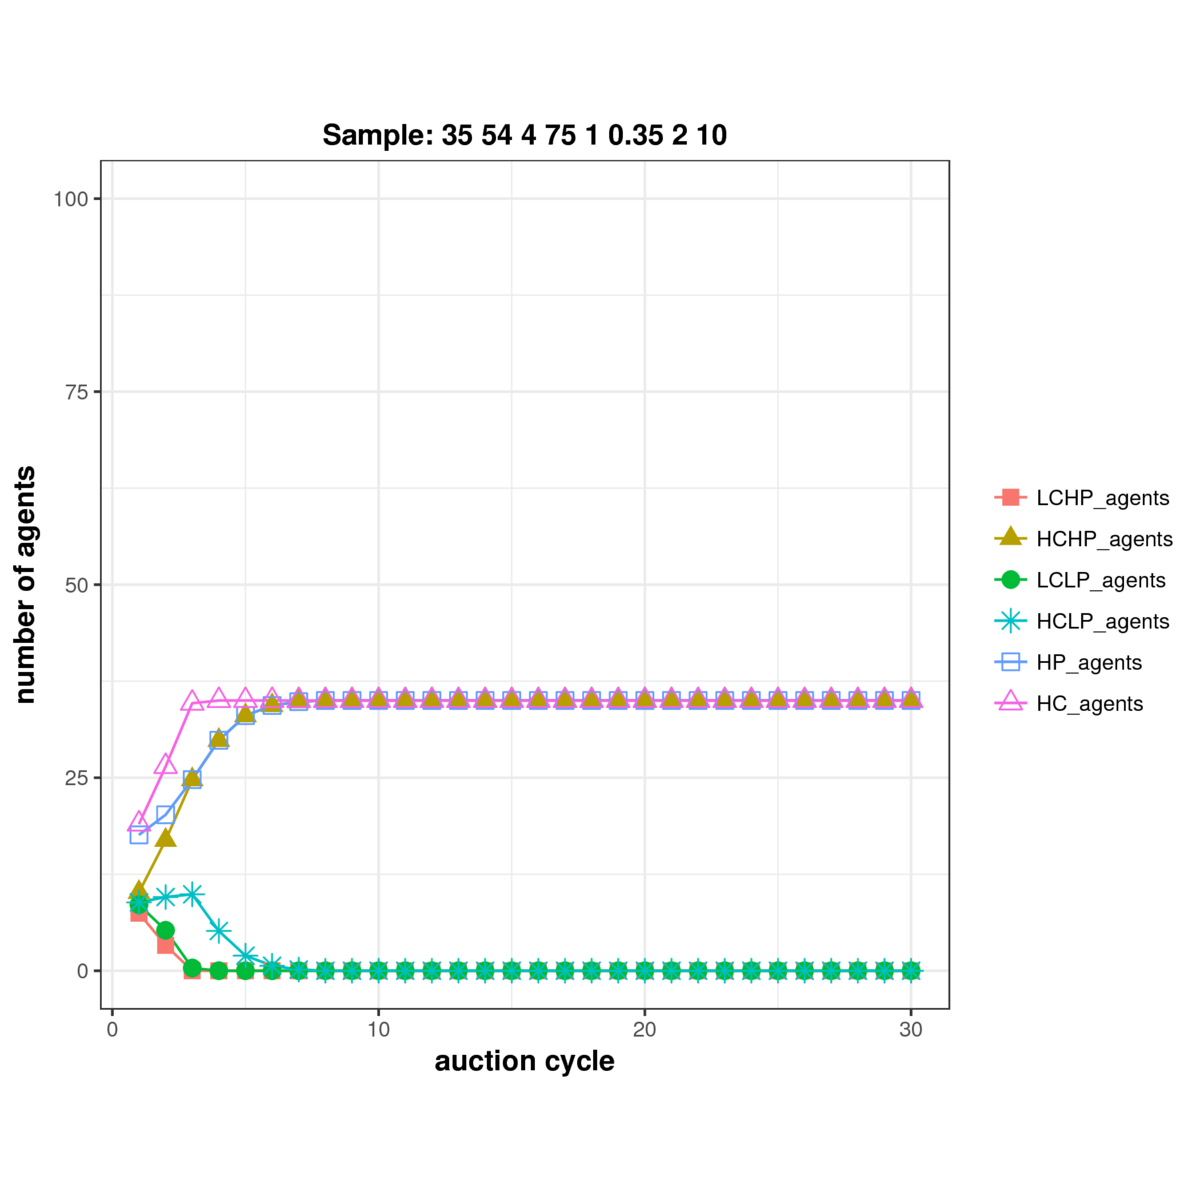 Sample: 35 54 4 75 1 0.35 2 10
100
75
50
25
0
number of agents
0 10 20 30
auction cycle
LCHP_agents
HCHP_agents
LCLP_agents
HCLP_agents
HP_agents
HC_agents